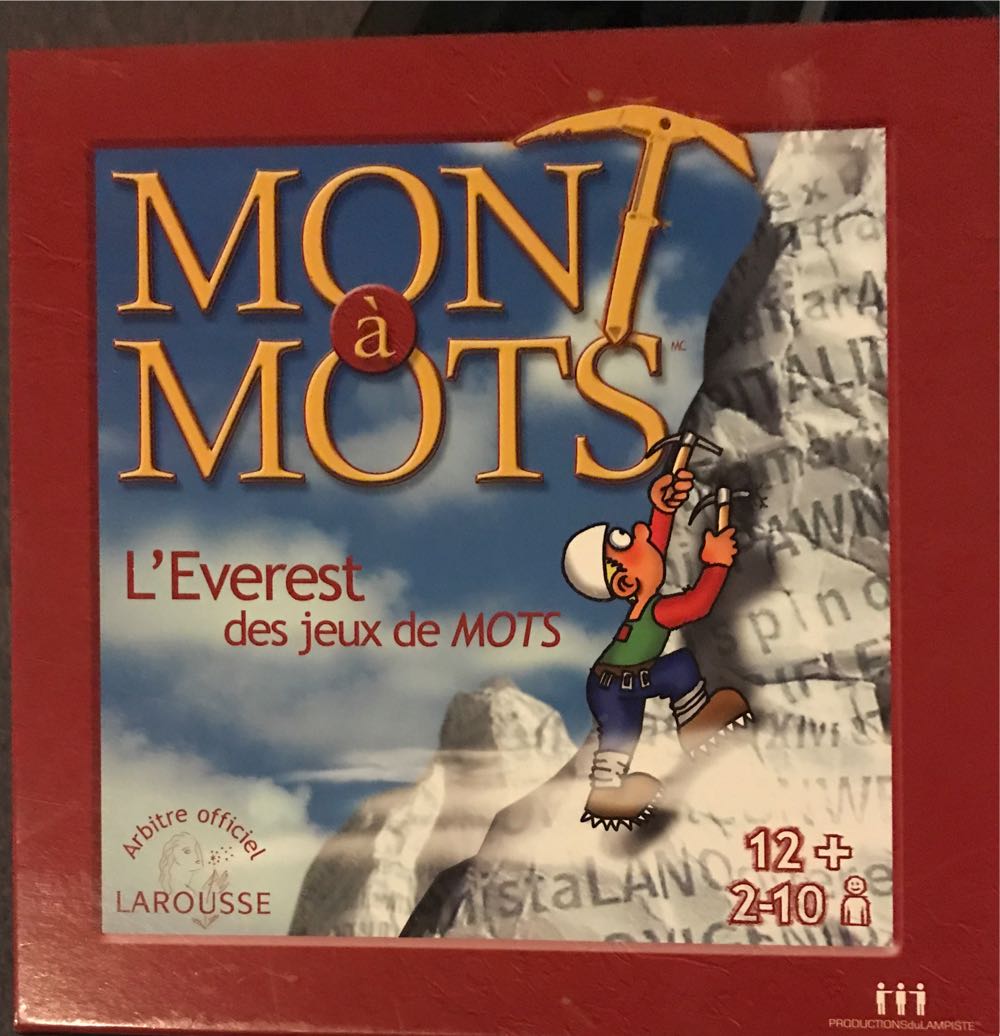 MONT
à
MOTS MC
L'Everest
des jeux de MOTS
Arbitre officiel
LAROUSSE
12+
2-10
PRODUCTIONSduLAMPISTE